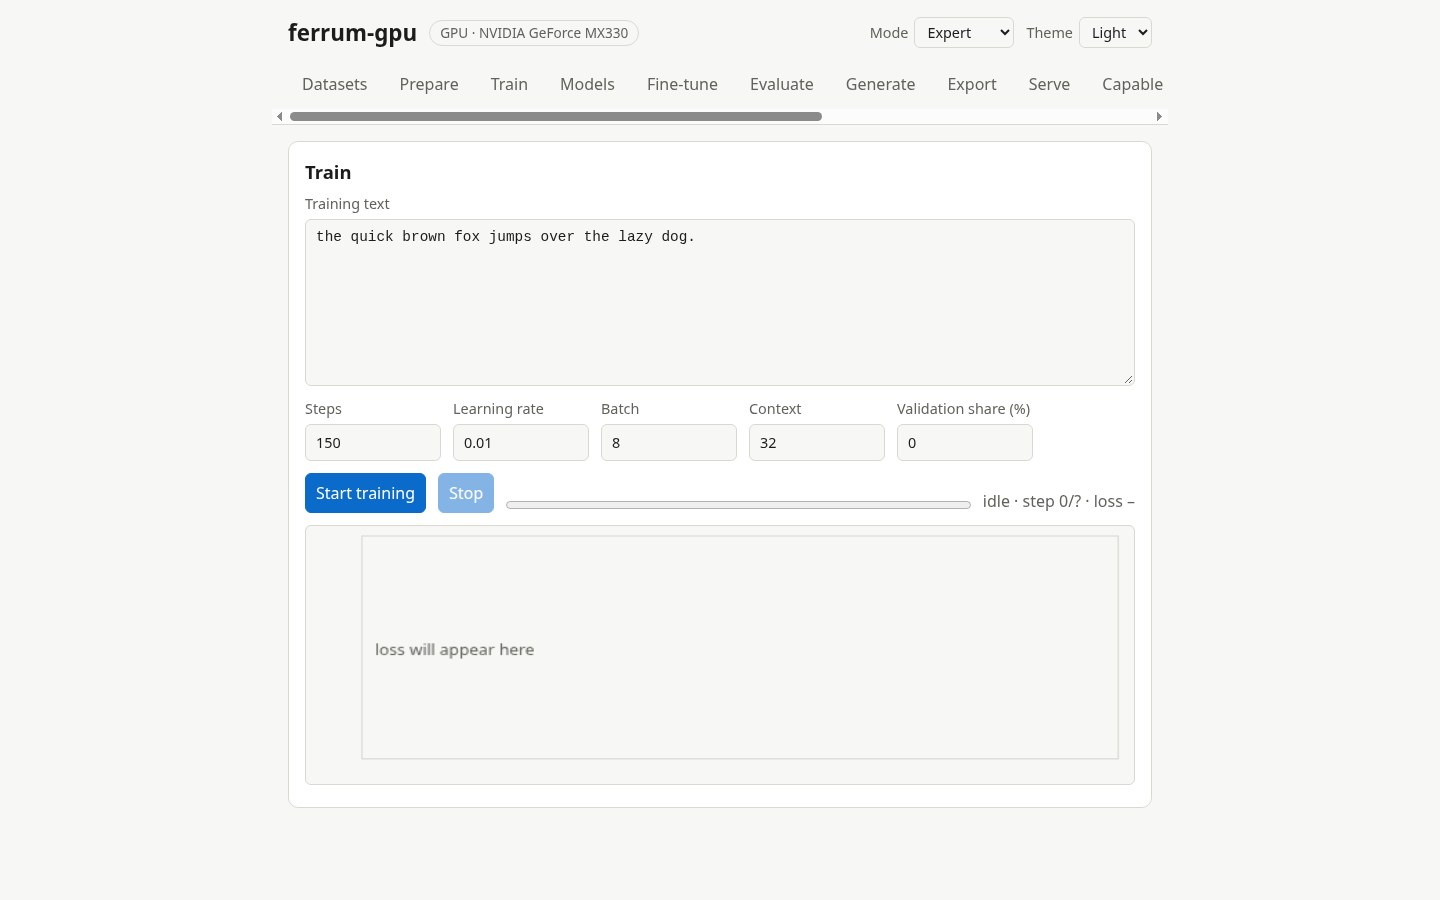 ferrum-gpu GPU · NVIDIA GeForce MX330 Mode Expert Theme Light
Datasets Prepare Train Models Fine-tune Evaluate Generate Export Serve Capable
Train
Training text
the quick brown fox jumps over the lazy dog.
Steps Learning rate Batch Context Validation share (%)
150 0.01 8 32 0
Start training Stop idle · step 0/? · loss –
loss will appear here